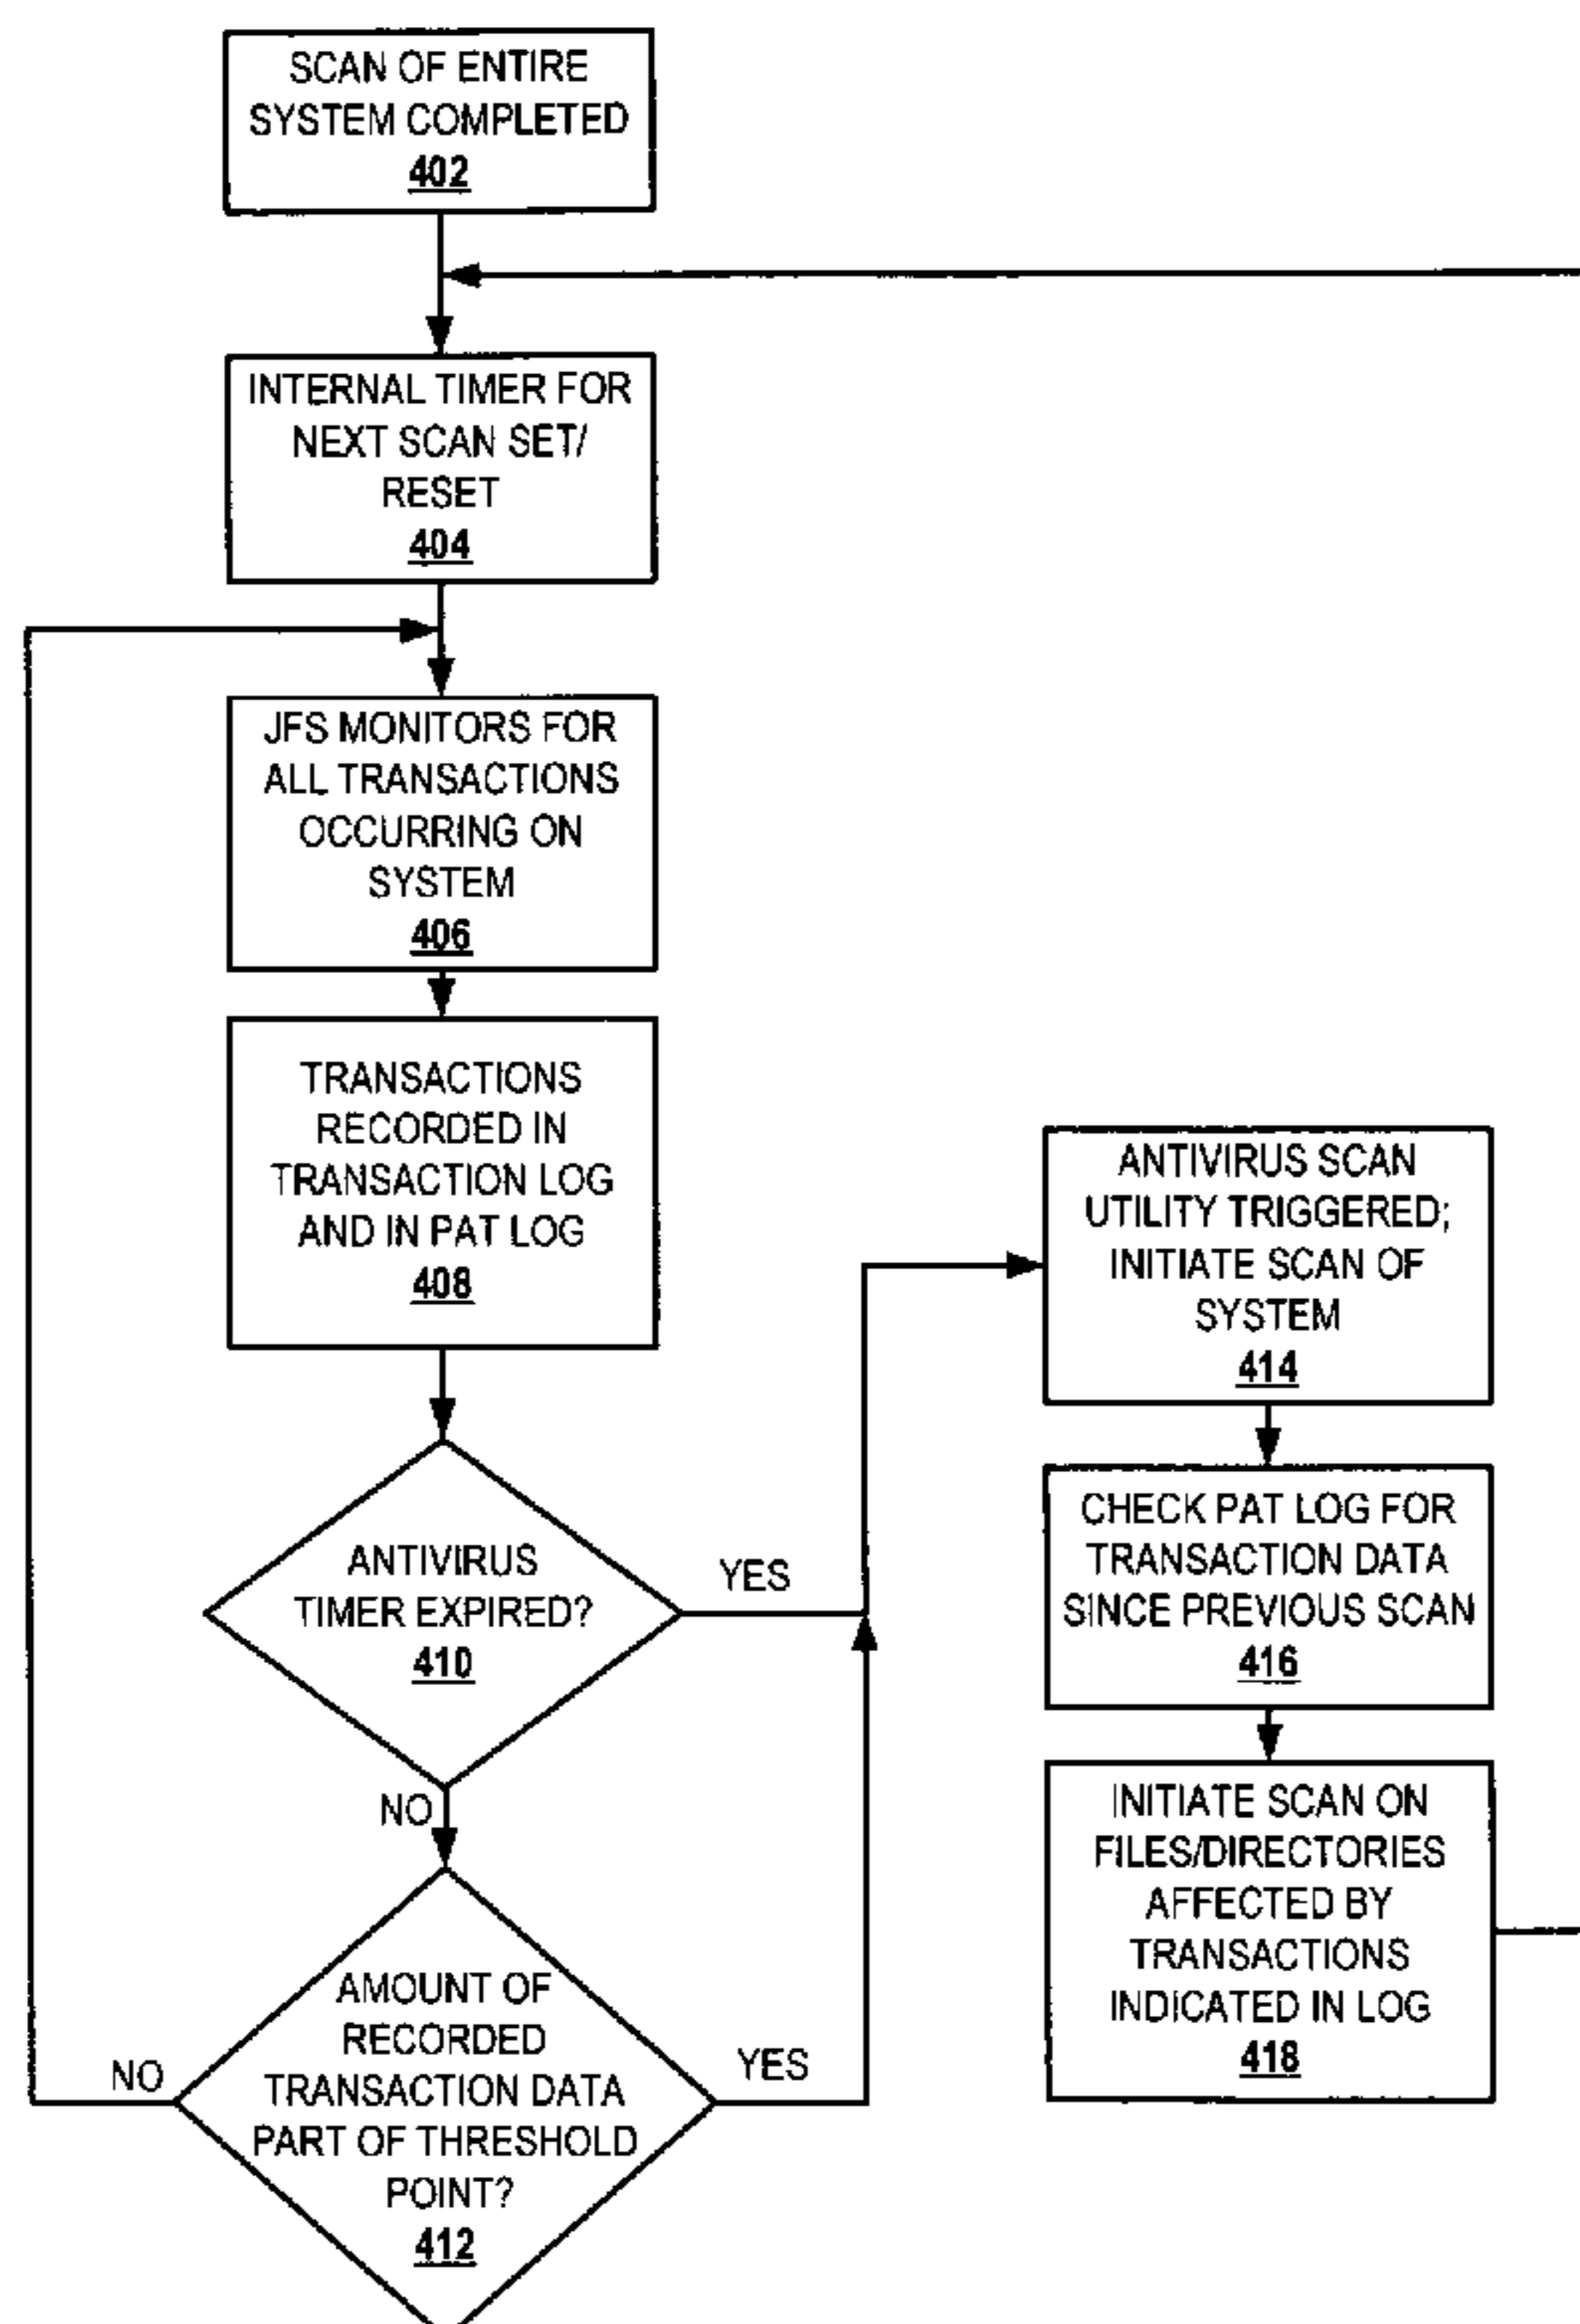 SCAN OF ENTIRE
SYSTEM COMPLETED
402
INTERNAL TIMER FOR
NEXT SCAN SET/
RESET
404
JFS MONITORS FOR
ALL TRANSACTIONS
OCCURRING ON
SYSTEM
406
TRANSACTIONS
RECORDED IN
TRANSACTION LOG
AND IN PAT LOG
408
ANTIVIRUS
TIMER EXPIRED?
410
YES
NO
AMOUNT OF
RECORDED
TRANSACTION DATA
PART OF THRESHOLD
POINT?
412
NO
YES
ANTIVIRUS SCAN
UTILITY TRIGGERED;
INITIATE SCAN OF
SYSTEM
414
CHECK PAT LOG FOR
TRANSACTION DATA
SINCE PREVIOUS SCAN
416
INITIATE SCAN ON
FILES/DIRECTORIES
AFFECTED BY
TRANSACTIONS
INDICATED IN LOG
418